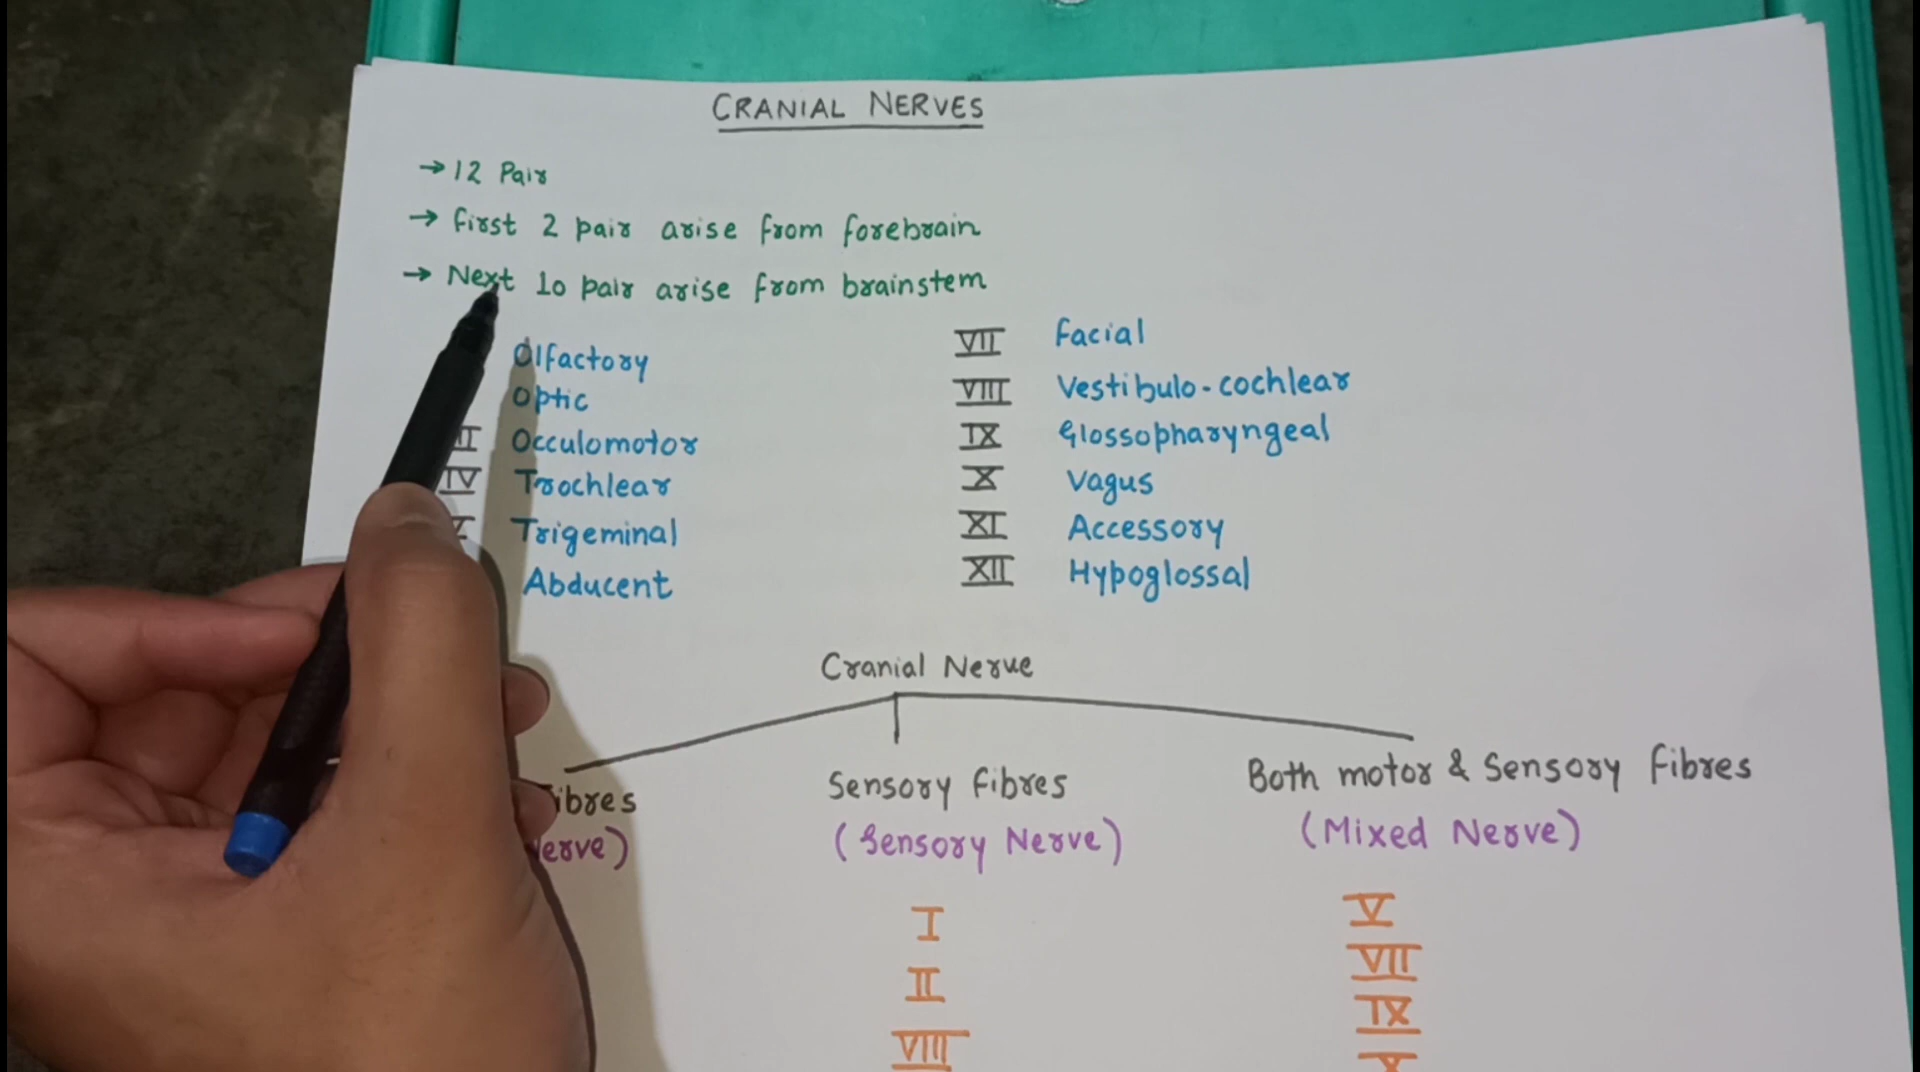 CRANIAL NERVES
→ 12 Pair
→ First 2 pair arise from forebrain
→ Next 10 pair arise from brainstem
Olfactory
Optic
Occulomotor
IV Trochlear
Trigeminal
Abducent
VII Facial
VIII Vestibulo-cochlear
IX Glossopharyngeal
X Vagus
XI Accessory
XII Hypoglossal
Cranial Nerve
Fibres
Nerve)
Sensory Fibres
(Sensory Nerve)
I
II
VIII
Both motor & Sensory Fibres
(Mixed Nerve)
V
VII
IX